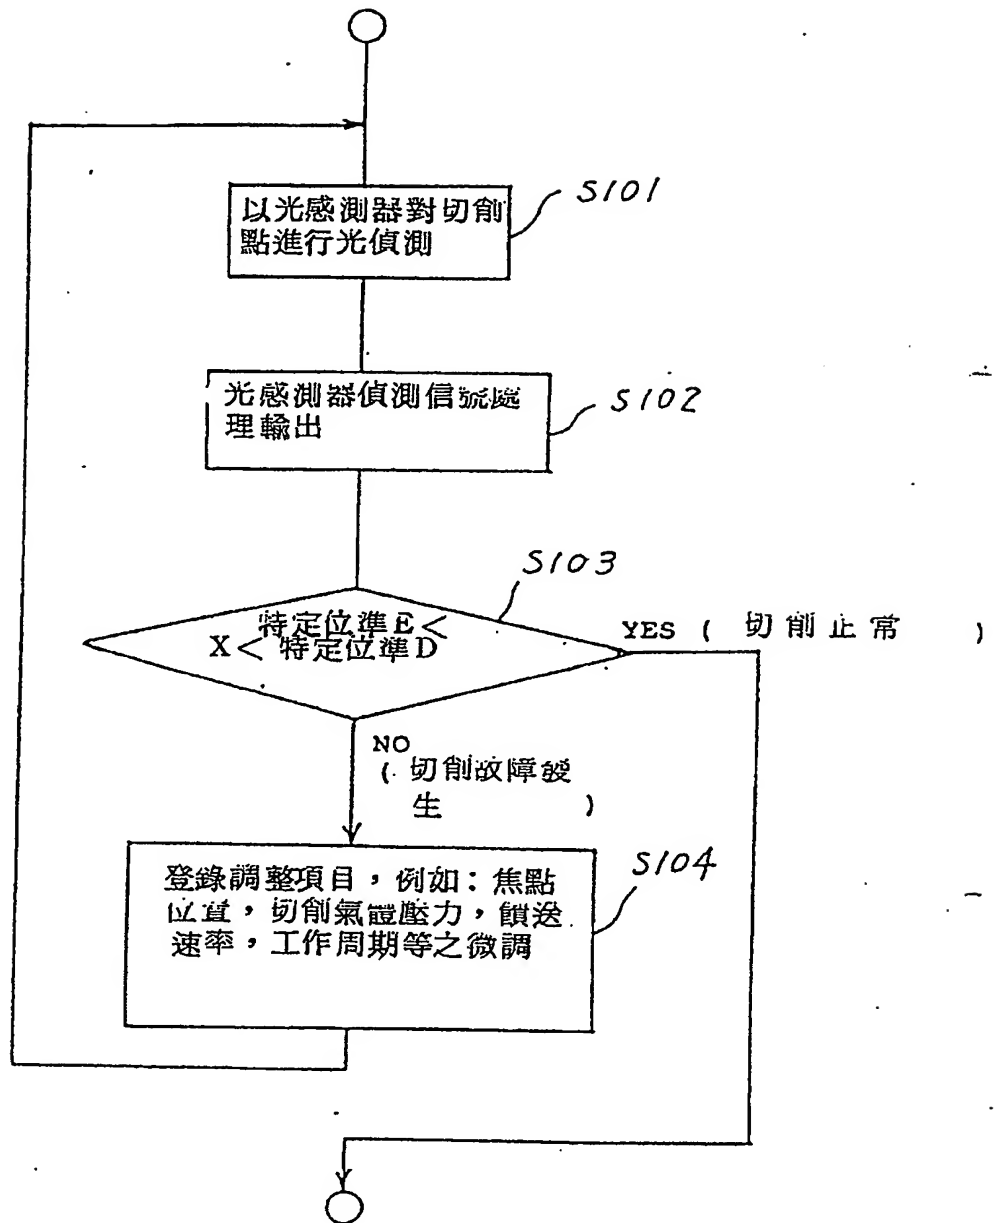 以光感測器對切削
點進行光偵測
S101
光感測器偵測信號處
理輸出
S102
S103
特定位準E<
X< 特定位準D
YES ( 切削正常 )
NO
( 切削故障發
生 )
登錄調整項目，例如：焦點
位置，切削氣體壓力，饋送
速率，工作周期等之微調
S104